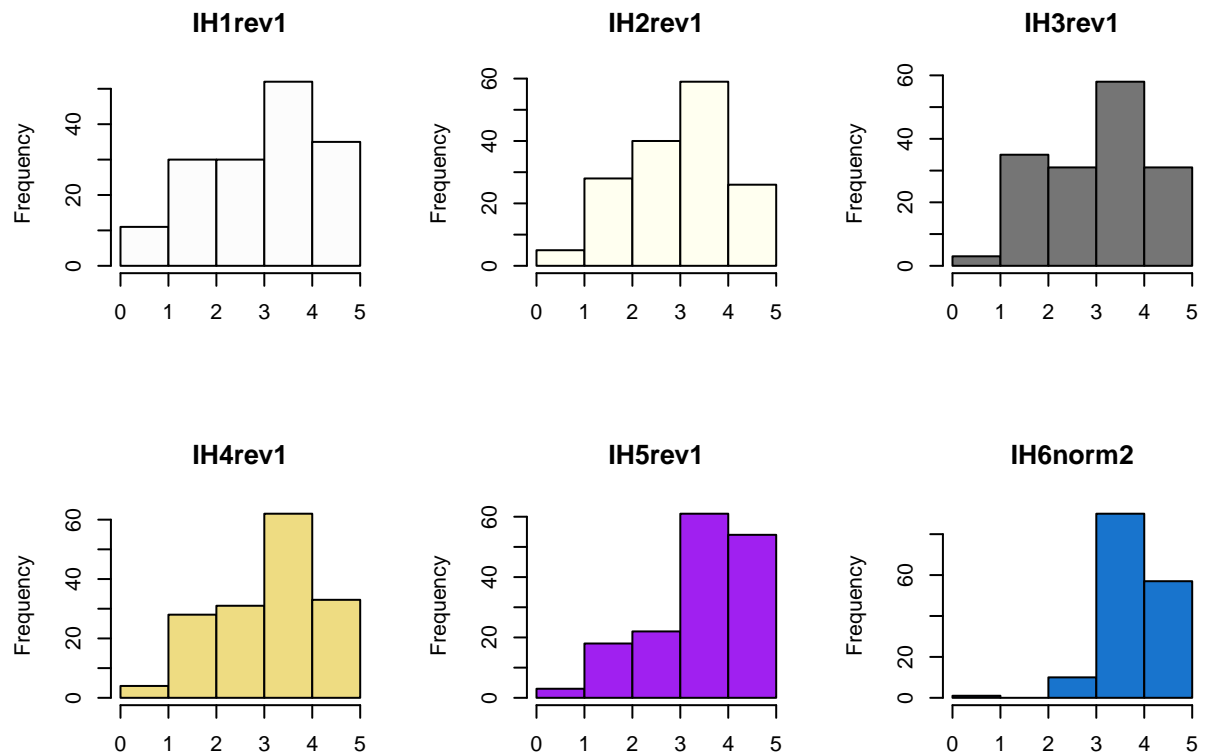 IH1rev1
IH2rev1
IH3rev1
Frequency
0 20 40
0 1 2 3 4 5
Frequency
0 20 40 60
0 1 2 3 4 5
Frequency
0 20 40 60
0 1 2 3 4 5
IH4rev1
IH5rev1
IH6norm2
Frequency
0 20 40 60
0 1 2 3 4 5
Frequency
0 20 40 60
0 1 2 3 4 5
Frequency
0 20 60
0 1 2 3 4 5